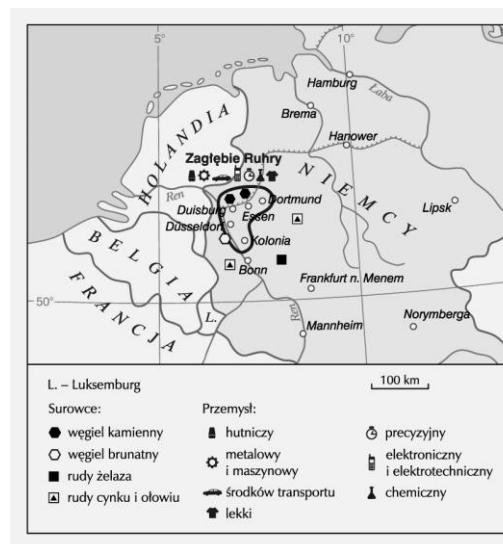 5°
10°
Hamburg
Łaba
Brema
Hanower
HOLANDIA
Zagłębie Ruhry
NIEMCY
Ren
Duisburg
Dortmund
Essen
Düsseldorf
Lipsk
Kolonia
BELGIA
Bonn
50°
Frankfurt n. Menem
FRANCJA
L.
Ren
Mannheim
Norymberga
L. – Luksemburg
100 km
Surowce:
węgiel kamienny
węgiel brunatny
rudy żelaza
rudy cynku i ołowiu
Przemysł:
hutniczy
metalowy
i maszynowy
środków transportu
lekki
precyzyjny
elektroniczny
i elektrotechniczny
chemiczny